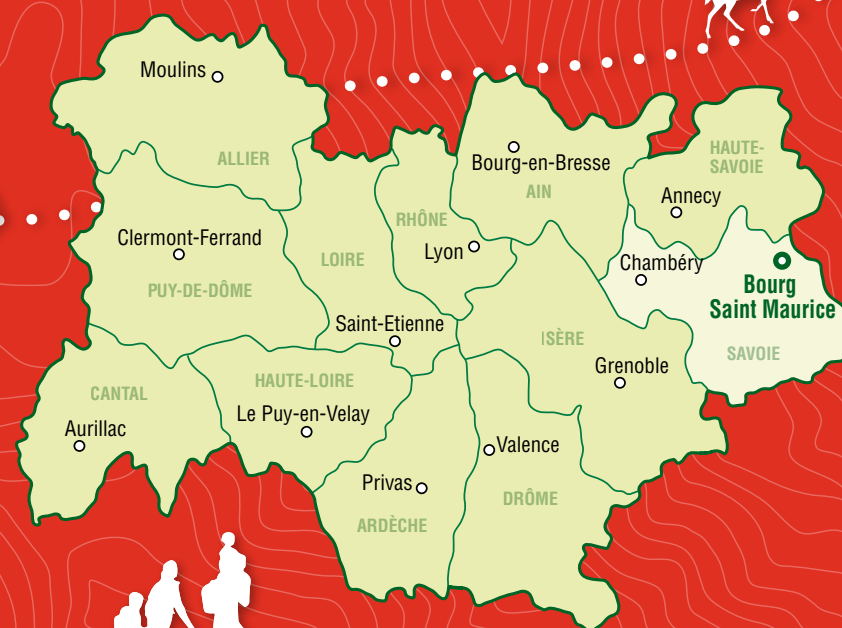 Moulins
ALLIER
Bourg-en-Bresse
AIN
HAUTE-
SAVOIE
Annecy
RHÔNE
Lyon
Clermont-Ferrand
PUY-DE-DÔME
LOIRE
Chambéry
Bourg
Saint Maurice
SAVOIE
Saint-Etienne
ISÈRE
Grenoble
CANTAL
Aurillac
HAUTE-LOIRE
Le Puy-en-Velay
Valence
Privas
DRÔME
ARDÈCHE